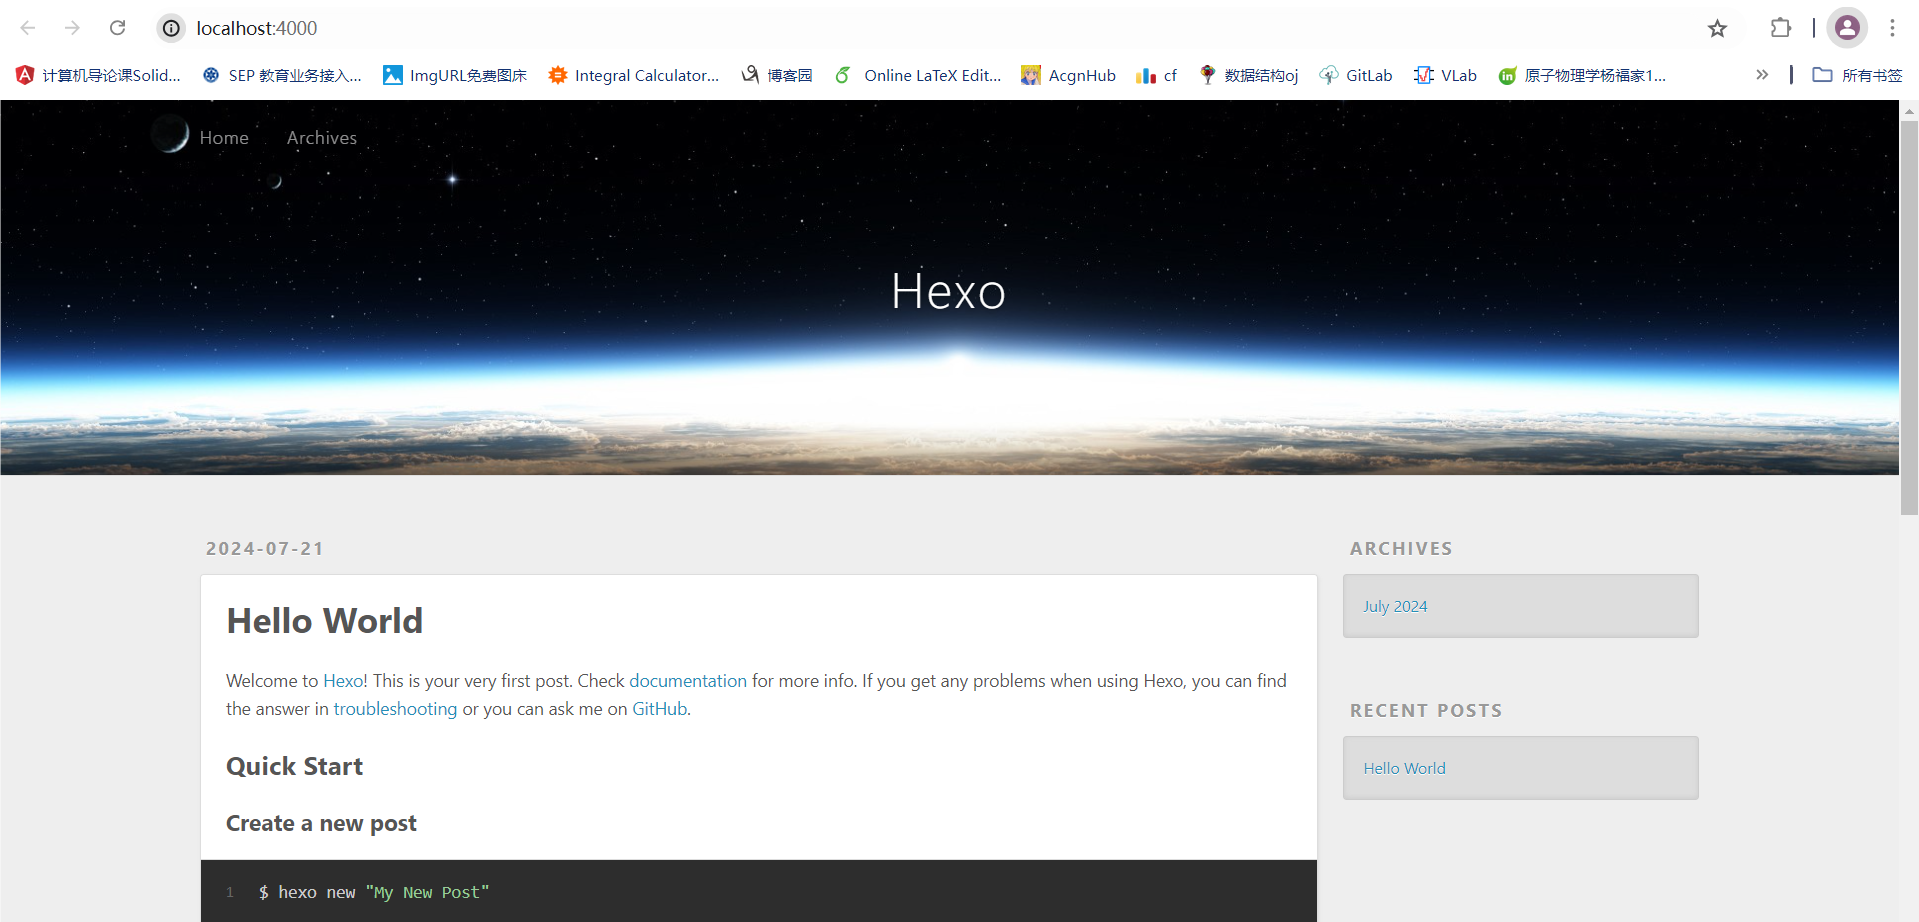 localhost:4000
计算机导论课Solid... SEP 教育业务接入... ImgURL免费图床 Integral Calculator... 博客园 Online LaTeX Edit... AcgnHub cf 数据结构oj GitLab VLab 原子物理学杨福家1... » 所有书签
Home Archives
Hexo
2024-07-21
Hello World
Welcome to Hexo! This is your very first post. Check documentation for more info. If you get any problems when using Hexo, you can find
the answer in troubleshooting or you can ask me on GitHub.
Quick Start
Create a new post
1 $ hexo new "My New Post"
ARCHIVES
July 2024
RECENT POSTS
Hello World